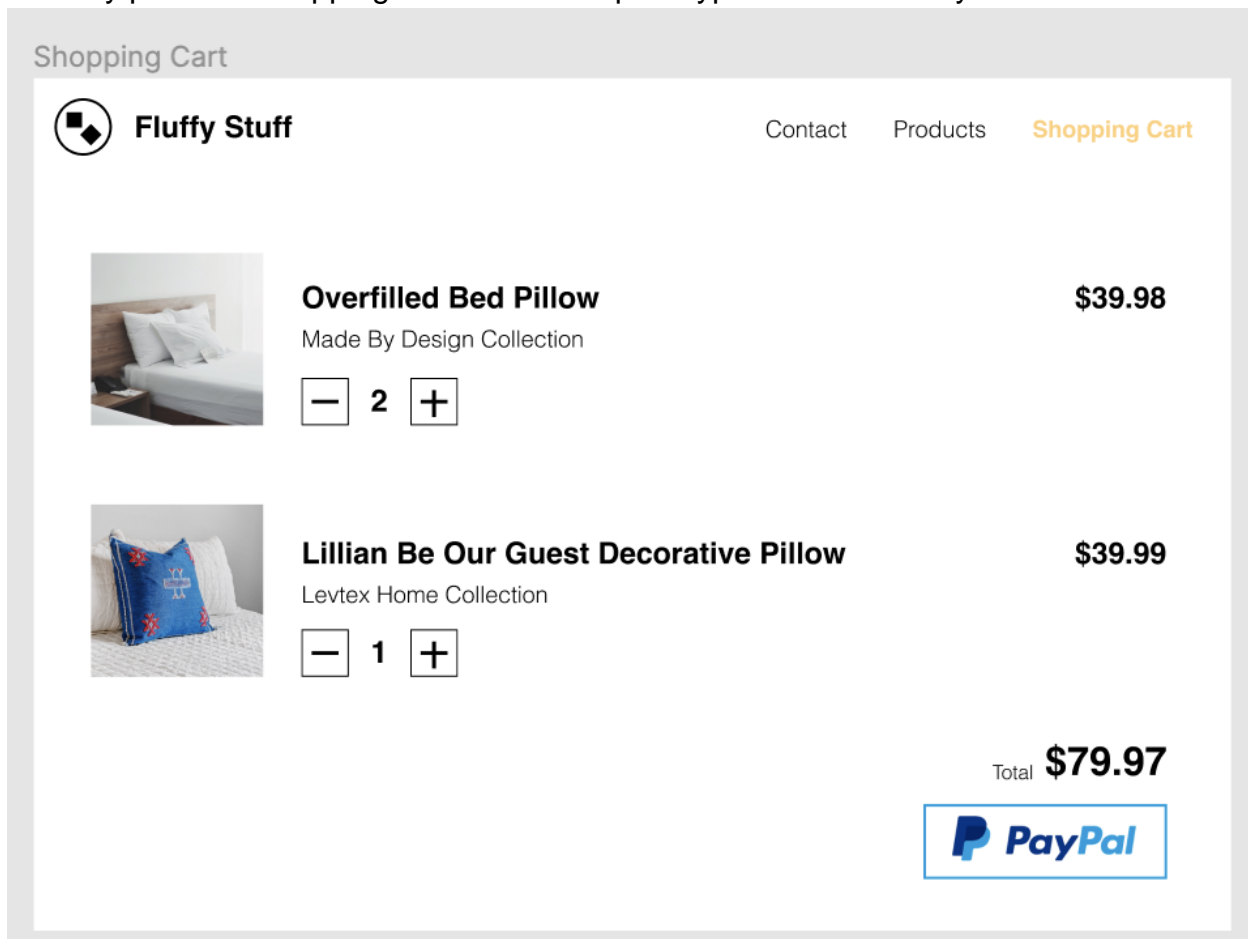 Shopping Cart
Fluffy Stuff
Contact Products Shopping Cart
Overfilled Bed Pillow $39.98
Made By Design Collection
− 2 +
Lillian Be Our Guest Decorative Pillow $39.99
Levtex Home Collection
− 1 +
Total $79.97
PayPal